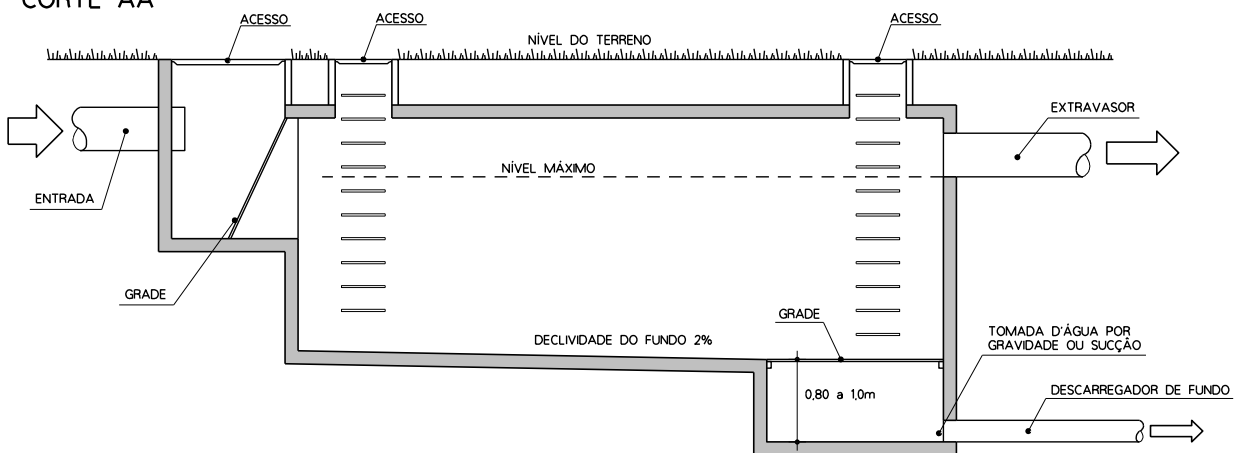 CORTE AA
ACESSO
ACESSO
NÍVEL DO TERRENO
ACESSO
EXTRAVASOR
NÍVEL MÁXIMO
ENTRADA
GRADE
GRADE
DECLIVIDADE DO FUNDO 2%
TOMADA D'ÁGUA POR
GRAVIDADE OU SUCÇÃO
0,80 a 1,0m
DESCARREGADOR DE FUNDO